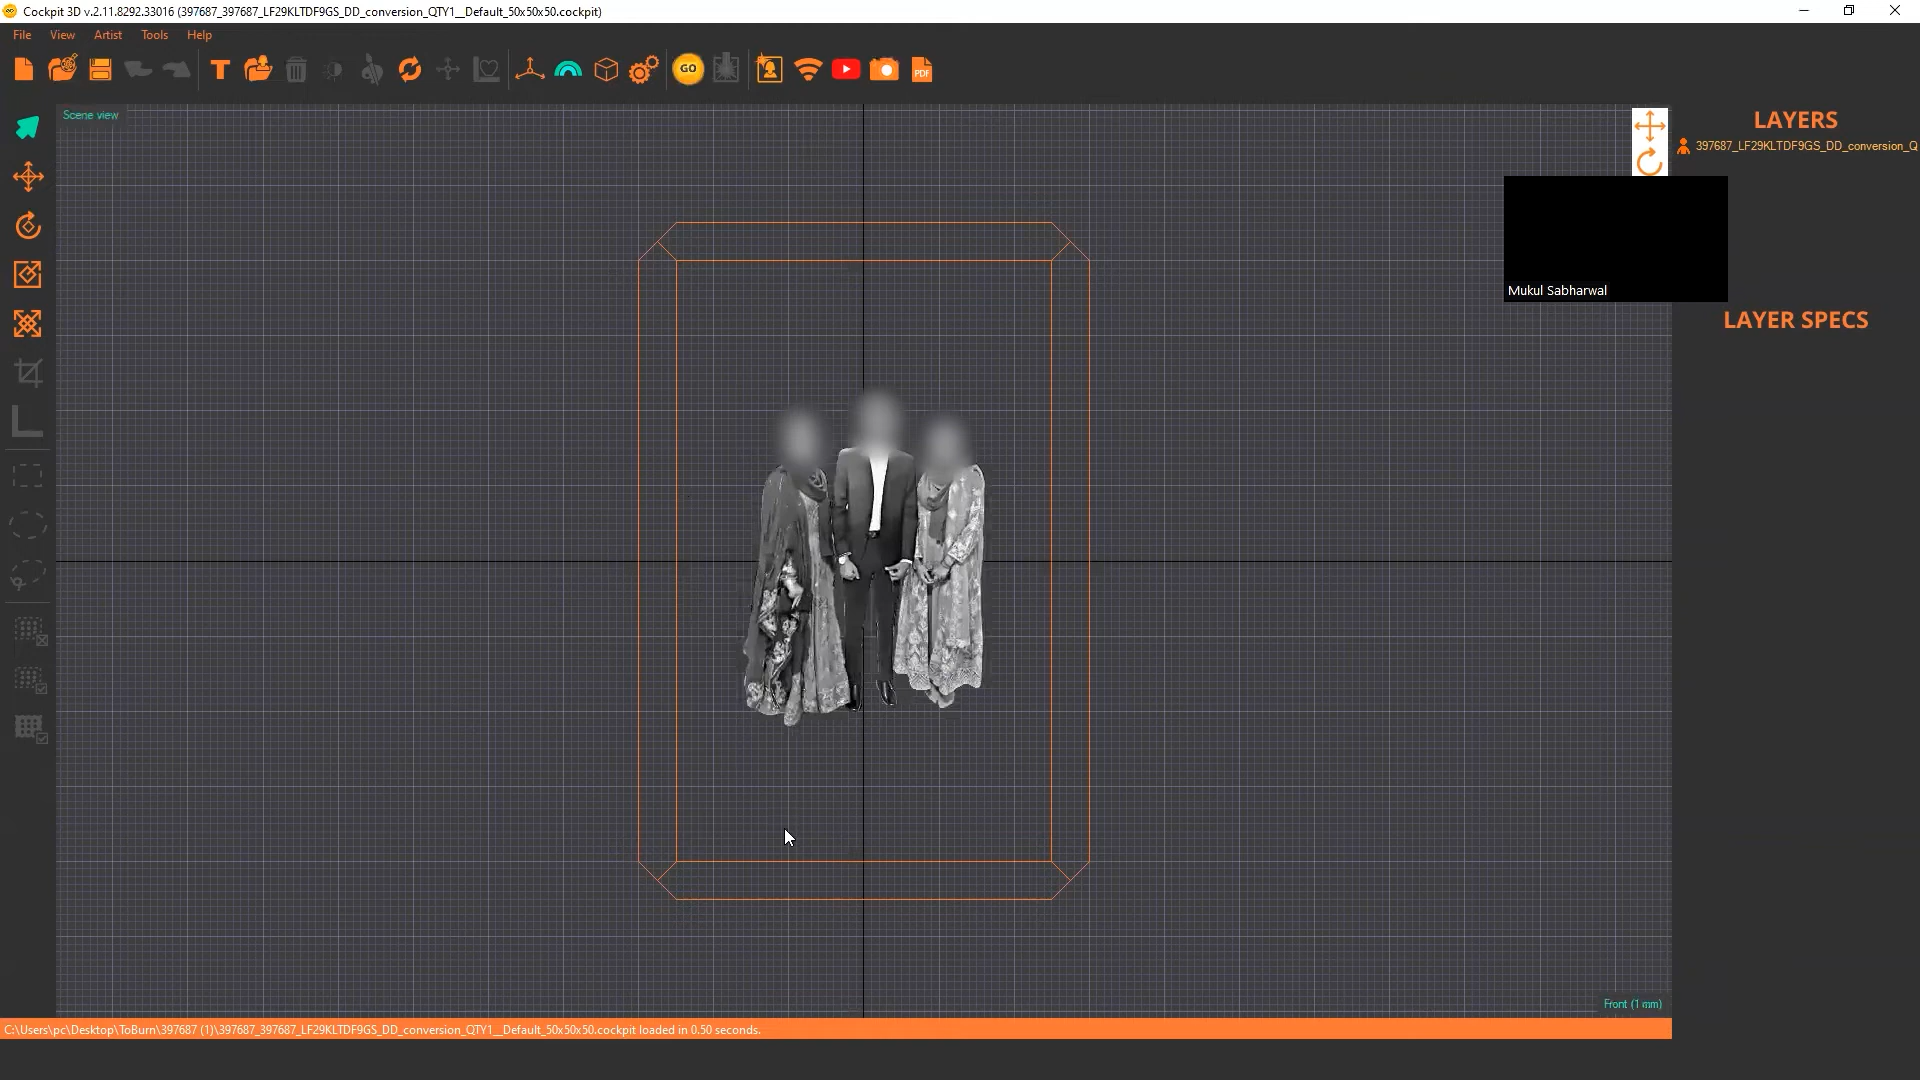 Cockpit 3D v.2.11.8292.33016 (397687_397687_LF29KLTDF9GS_DD_conversion_QTY1__Default_50x50x50.cockpit)
File View Artist Tools Help
T GO PDF
Scene view
LAYERS
397687_LF29KLTDF9GS_DD_conversion_Q
Mukul Sabharwal
LAYER SPECS
Front (1 mm)
C:\Users\pc\Desktop\ToBurn\397687 (1)\397687_397687_LF29KLTDF9GS_DD_conversion_QTY1__Default_50x50x50.cockpit loaded in 0.50 seconds.